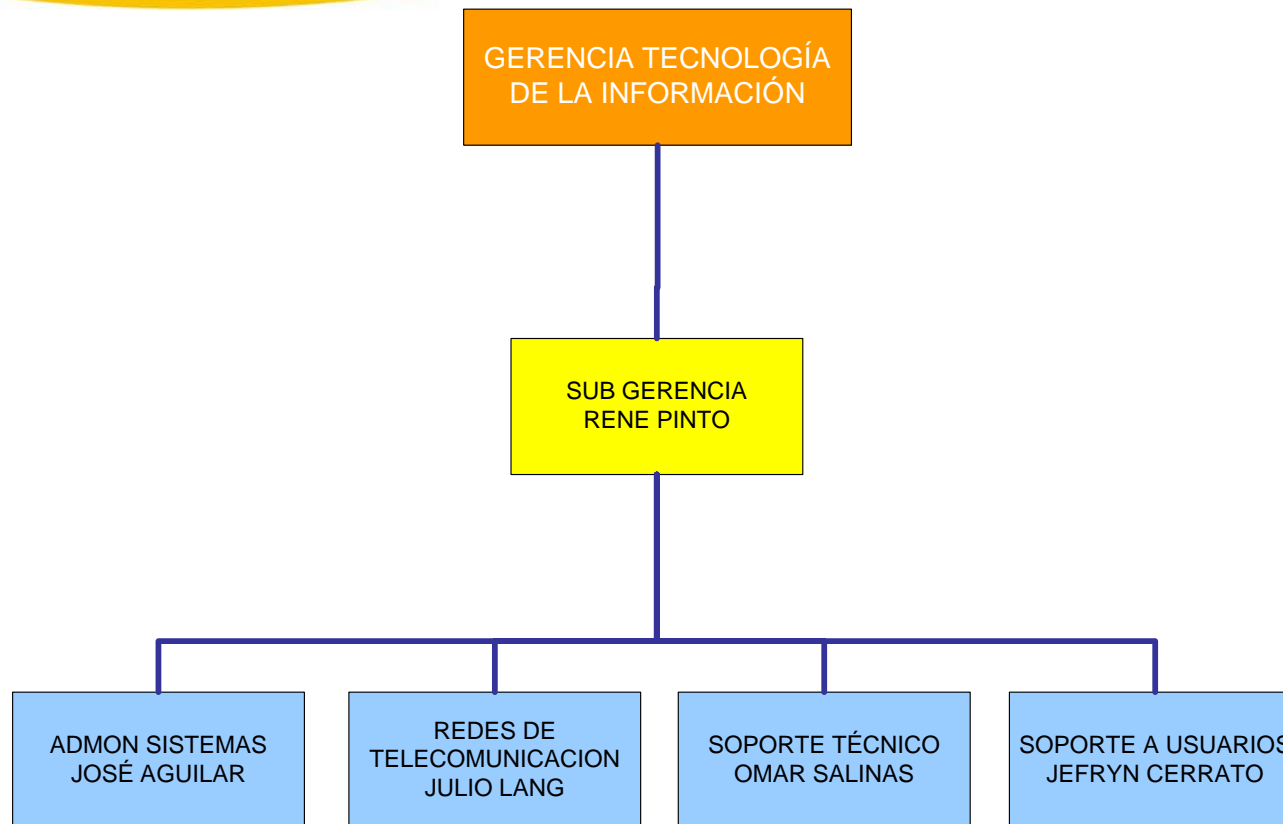 GERENCIA TECNOLOGÍA
DE LA INFORMACIÓN
SUB GERENCIA
RENE PINTO
ADMON SISTEMAS
JOSÉ AGUILAR
REDES DE
TELECOMUNICACION
JULIO LANG
SOPORTE TÉCNICO
OMAR SALINAS
SOPORTE A USUARIOS
JEFRYN CERRATO